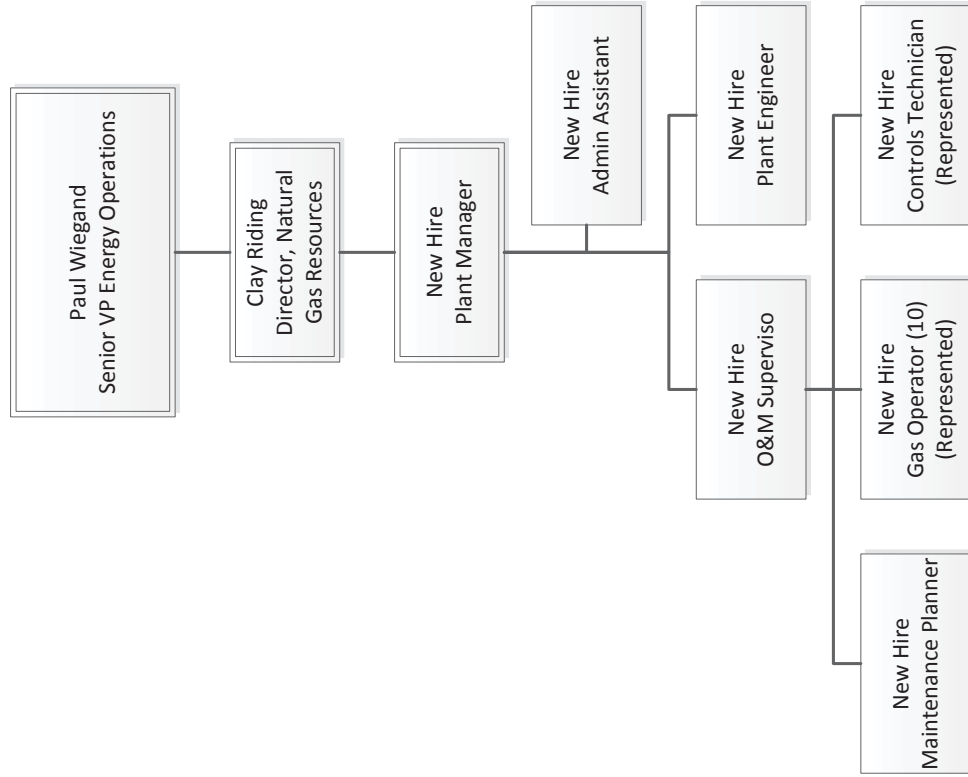 Paul Wiegand
Senior VP Energy Operations
Clay Riding
Director, Natural
Gas Resources
New Hire
Plant Manager
New Hire
Admin Assistant
New Hire
O&M Superviso
New Hire
Plant Engineer
New Hire
Maintenance Planner
New Hire
Gas Operator (10)
(Represented)
New Hire
Controls Technician
(Represented)